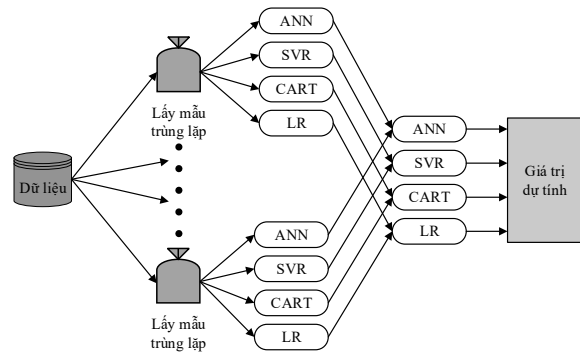 ANN
SVR
CART
LR
Lấy mẫu
trùng lặp
Dữ liệu
ANN
SVR
CART
LR
Giá trị
dự tính
ANN
SVR
CART
LR
Lấy mẫu
trùng lặp